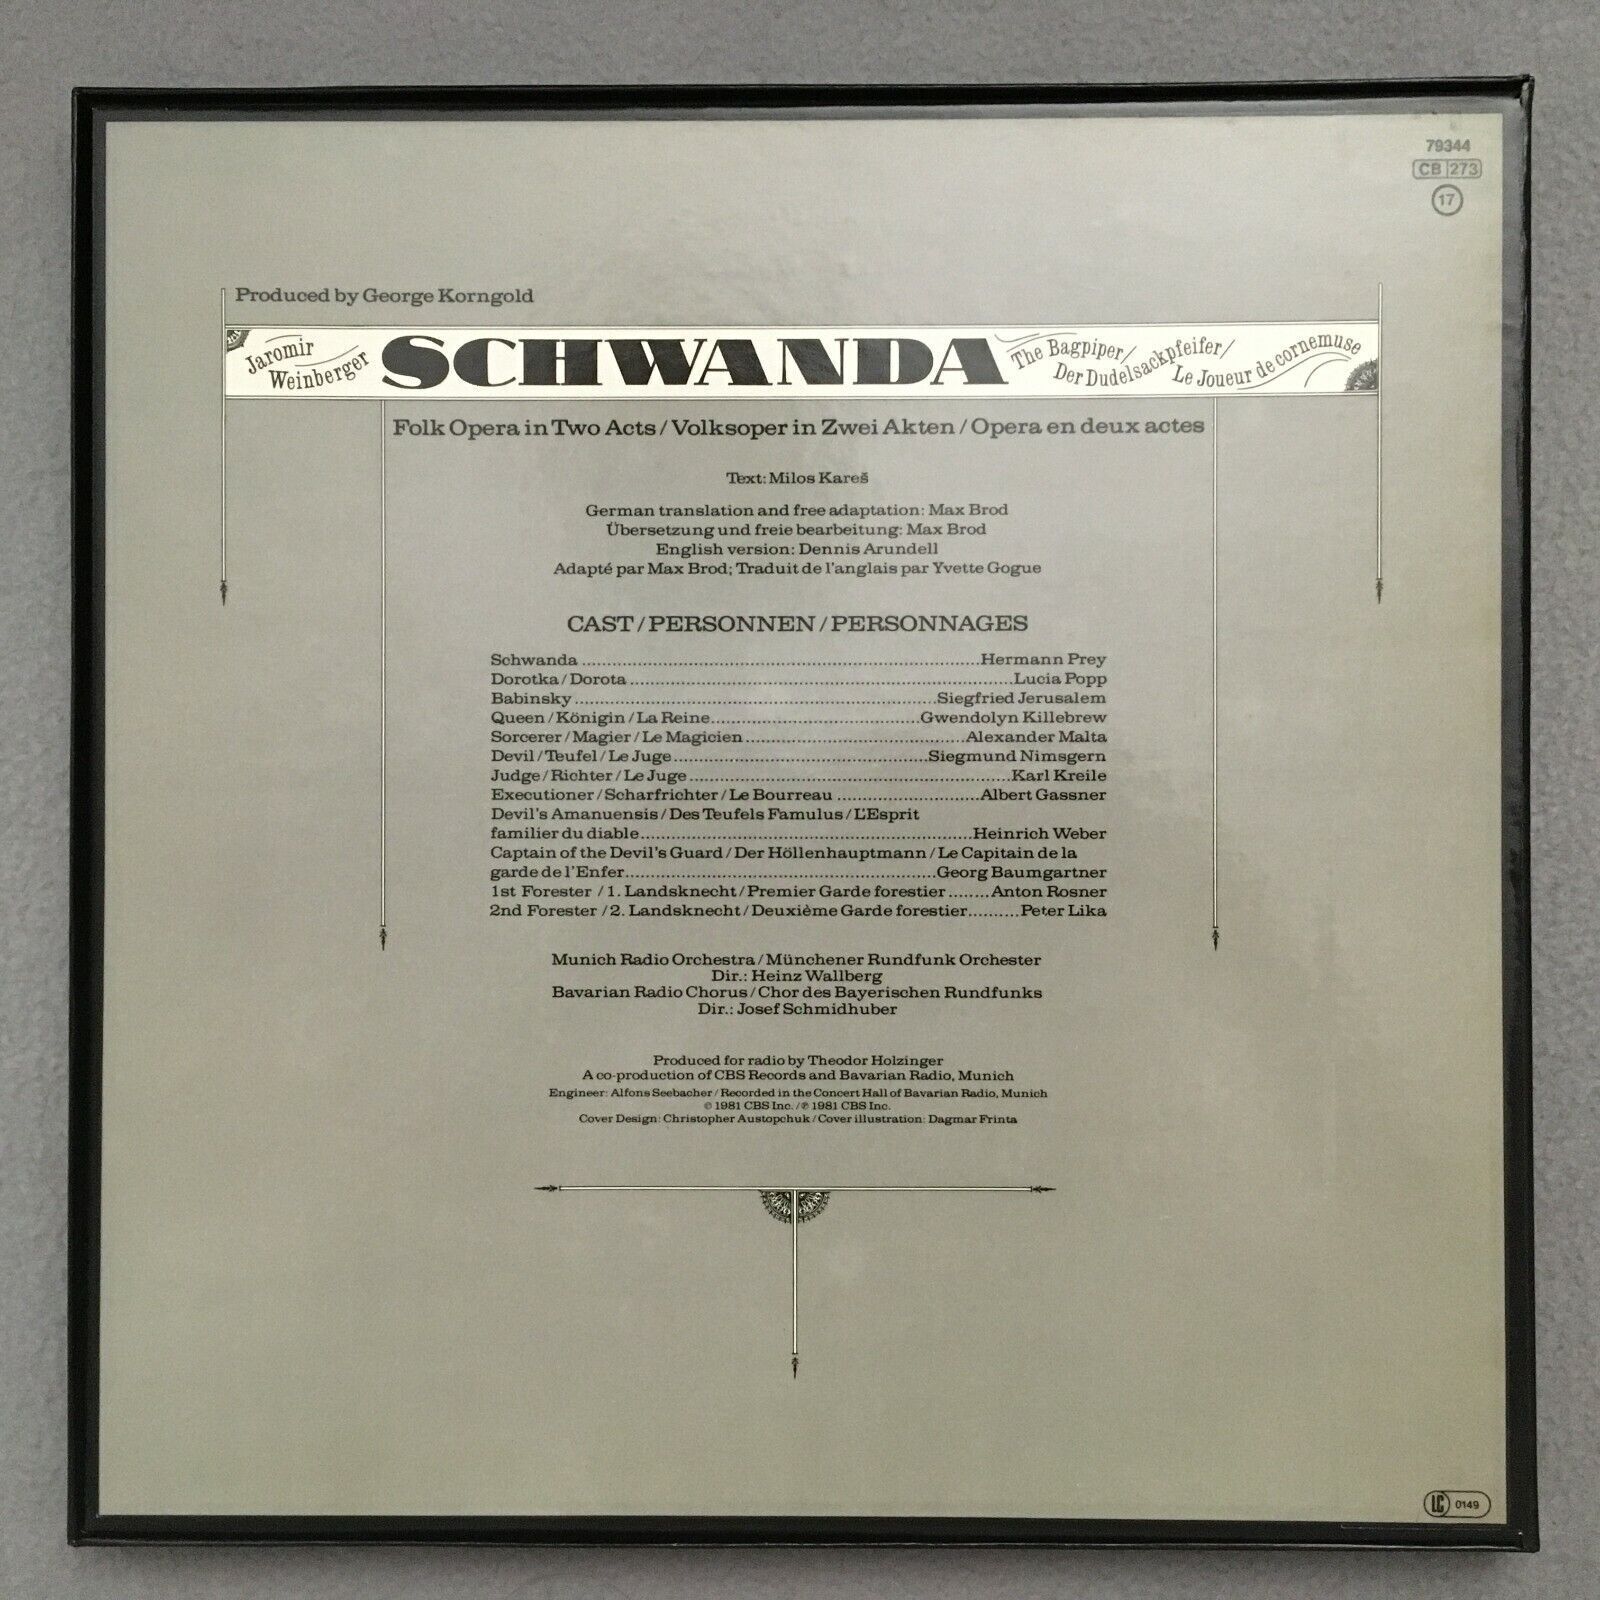 79344
CB 273
17
Produced by George Korngold
Jaromir
Weinberger
SCHWANDA
The Bagpiper/
Der Dudelsackpfeifer/
Le Joueur de cornemuse
Folk Opera in Two Acts/Volksoper in Zwei Akten/Opera en deux actes
Text: Milos Kareš
German translation and free adaptation: Max Brod
Übersetzung und freie bearbeitung: Max Brod
English version: Dennis Arundell
Adapté par Max Brod; Traduit de l'anglais par Yvette Gogue
CAST/PERSONNEN/PERSONNAGES
Schwanda ........ Hermann Prey
Dorotka/Dorota ........ Lucia Popp
Babinsky ........ Siegfried Jerusalem
Queen/Königin/La Reine ........ Gwendolyn Killebrew
Sorcerer/Magier/Le Magicien ........ Alexander Malta
Devil/Teufel/Le Juge ........ Siegmund Nimsgern
Judge/Richter/Le Juge ........ Karl Kreile
Executioner/Scharfrichter/Le Bourreau ........ Albert Gassner
Devil's Amanuensis/Des Teufels Famulus/L'Esprit
familier du diable ........ Heinrich Weber
Captain of the Devil's Guard/Der Höllenhauptmann/Le Capitain de la
garde de l'Enfer ........ Georg Baumgartner
1st Forester /1. Landsknecht/Premier Garde forestier ........ Anton Rosner
2nd Forester /2. Landsknecht/Deuxième Garde forestier .......... Peter Lika
Munich Radio Orchestra/Münchener Rundfunk Orchester
Dir.: Heinz Wallberg
Bavarian Radio Chorus/Chor des Bayerischen Rundfunks
Dir.: Josef Schmidhuber
Produced for radio by Theodor Holzinger
A co-production of CBS Records and Bavarian Radio, Munich
Engineer: Alfons Seebacher/Recorded in the Concert Hall of Bavarian Radio, Munich
© 1981 CBS Inc./℗ 1981 CBS Inc.
Cover Design: Christopher Austopchuk/Cover illustration: Dagmar Frinta
LC 0149